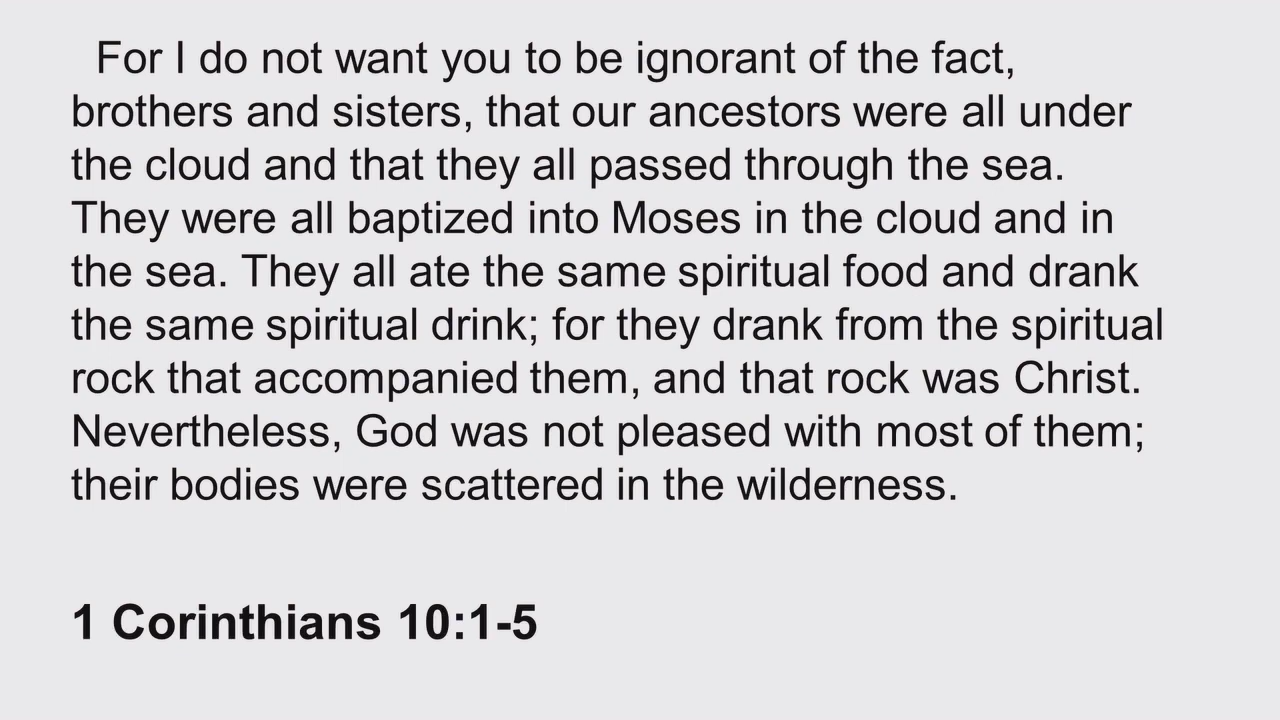 For I do not want you to be ignorant of the fact,
brothers and sisters, that our ancestors were all under
the cloud and that they all passed through the sea.
They were all baptized into Moses in the cloud and in
the sea. They all ate the same spiritual food and drank
the same spiritual drink; for they drank from the spiritual
rock that accompanied them, and that rock was Christ.
Nevertheless, God was not pleased with most of them;
their bodies were scattered in the wilderness.
1 Corinthians 10:1-5